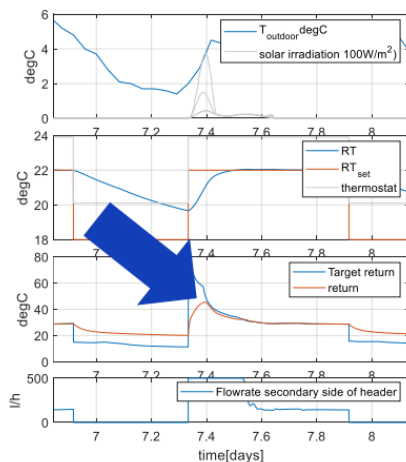 6
4
2
0
degC
T_outdoor degC
solar irradiation 100W/m²)
7 7.2 7.4 7.6 7.8 8
24
22
20
18
degC
RT
RT_set
thermostat
7 7.2 7.4 7.6 7.8 8
80
60
40
20
0
degC
Target return
return
7 7.2 7.4 7.6 7.8 8
500
0
l/h
Flowrate secondary side of header
7 7.2 7.4 7.6 7.8 8
time[days]